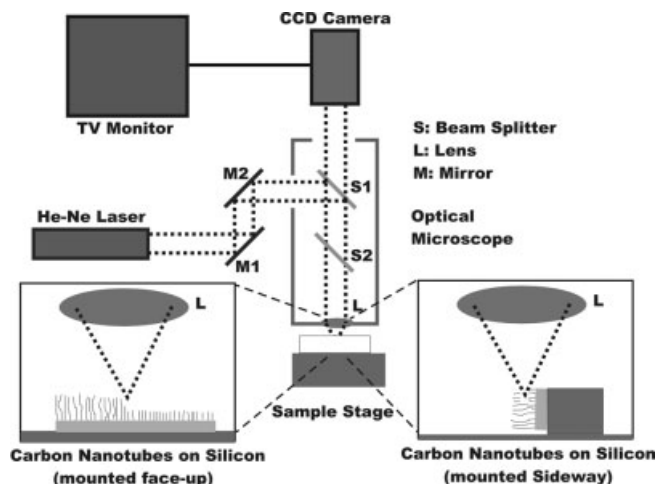 CCD Camera
TV Monitor
S: Beam Splitter
L: Lens
M: Mirror
M2
S1
He-Ne Laser
Optical
Microscope
M1
S2
L
L
L
Sample Stage
Carbon Nanotubes on Silicon
(mounted face-up)
Carbon Nanotubes on Silicon
(mounted Sideway)